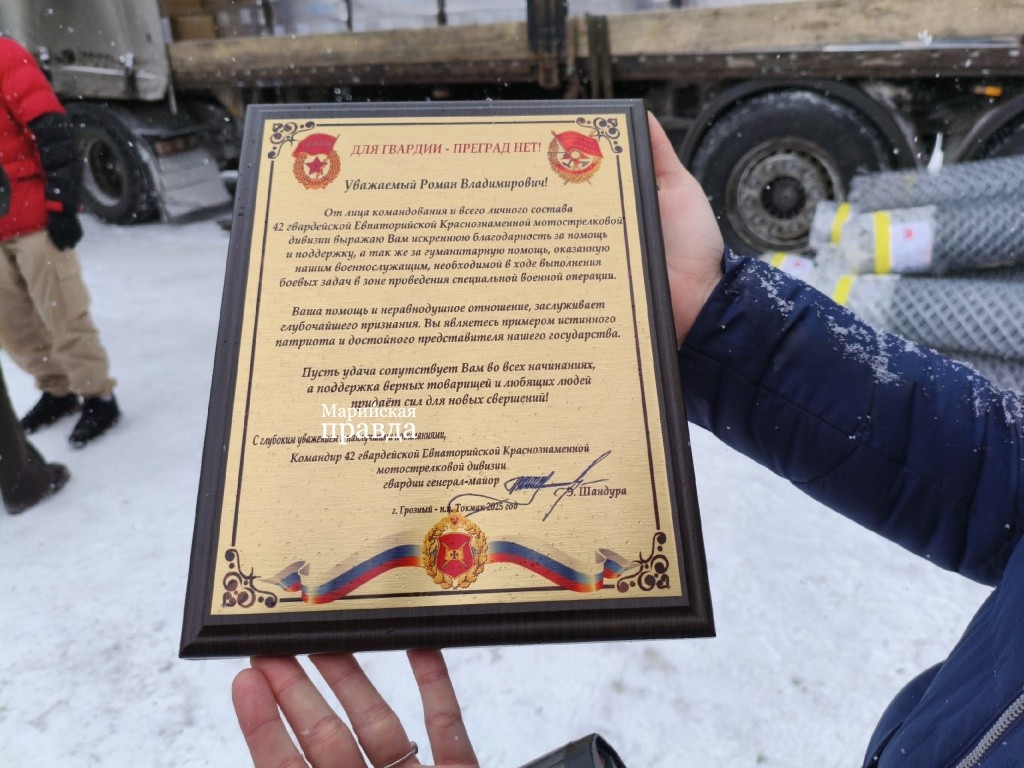 ДЛЯ ГВАРДИИ - ПРЕГРАД НЕТ!
Уважаемый Роман Владимирович!
От лица командования и всего личного состава
42 гвардейской Евпаторийской Краснознаменной мотострелковой
дивизии выражаю Вам искреннюю благодарность за помощь
и поддержку, а так же за гуманитарную помощь, оказанную
нашим военнослужащим, необходимой в ходе выполнения
боевых задач в зоне проведения специальной военной операции.
Ваша помощь и неравнодушное отношение, заслуживает
глубочайшего признания. Вы являетесь примером истинного
патриота и достойного представителя нашего государства.
Пусть удача сопутствует Вам во всех начинаниях,
а поддержка верных товарищей и любящих людей
придаёт сил для новых свершений!
Марийская
правда
С глубоким уважением
Командир 42 гвардейской Евпаторийской Краснознаменной
мотострелковой дивизии
гвардии генерал-майор
Э. Шандура
г. Грозный - н.п. Токмак 2025 год